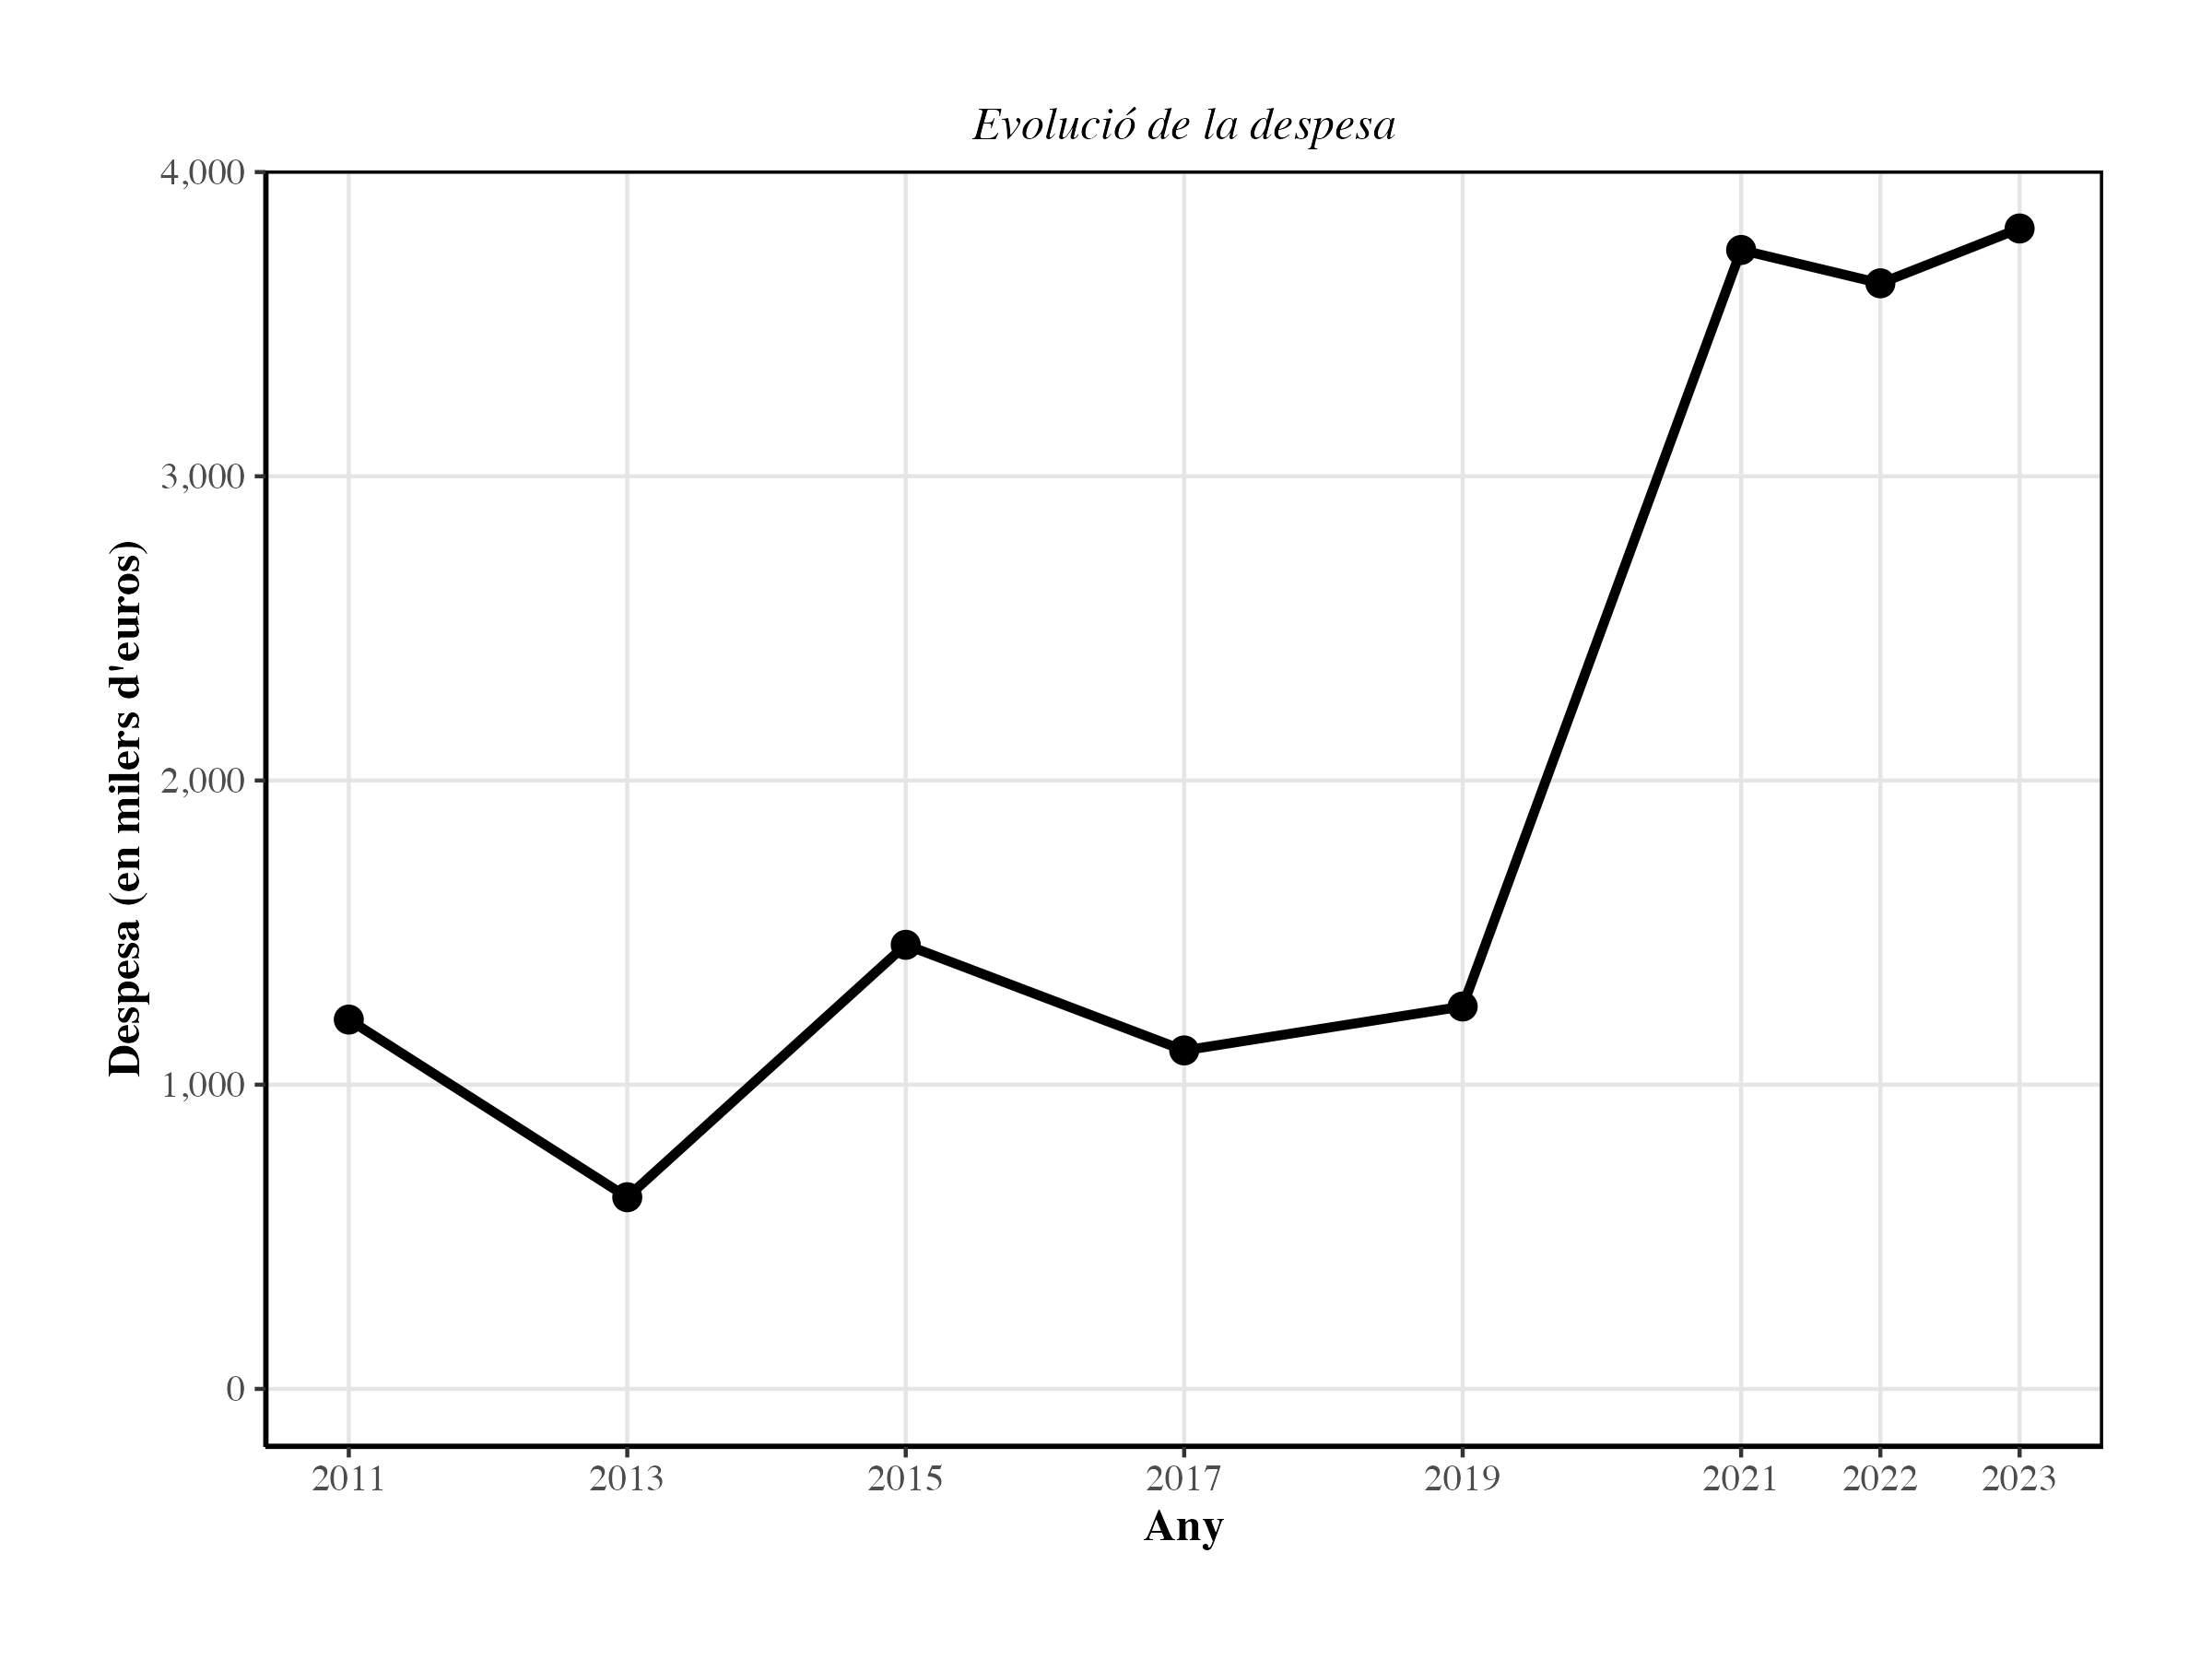 Evolució de la despesa
4,000
3,000
2,000
1,000
0
Despesa (en milers d'euros)
2011 2013 2015 2017 2019 2021 2022 2023
Any